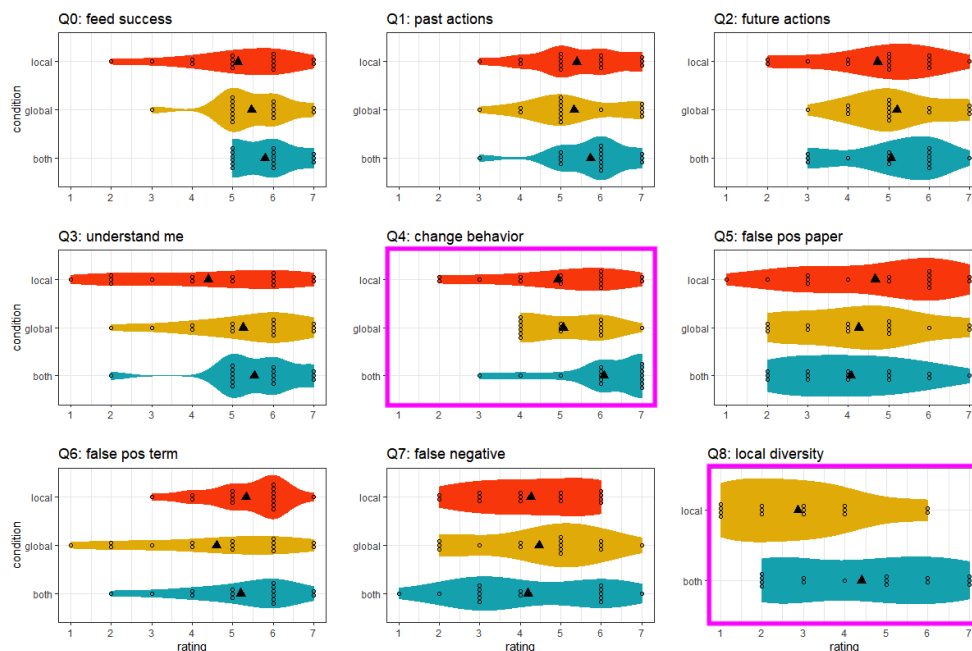 Q0: feed success
Q1: past actions
Q2: future actions
condition
local
global
both
1 2 3 4 5 6 7
1 2 3 4 5 6 7
1 2 3 4 5 6 7
Q3: understand me
Q4: change behavior
Q5: false pos paper
condition
local
global
both
local
global
both
local
global
both
local
global
both
local
global
both
1 2 3 4 5 6 7
1 2 3 4 5 6 7
1 2 3 4 5 6 7
Q6: false pos term
Q7: false negative
Q8: local diversity
condition
local
global
both
local
global
both
local
both
1 2 3 4 5 6 7
1 2 3 4 5 6 7
1 2 3 4 5 6 7
rating
rating
rating